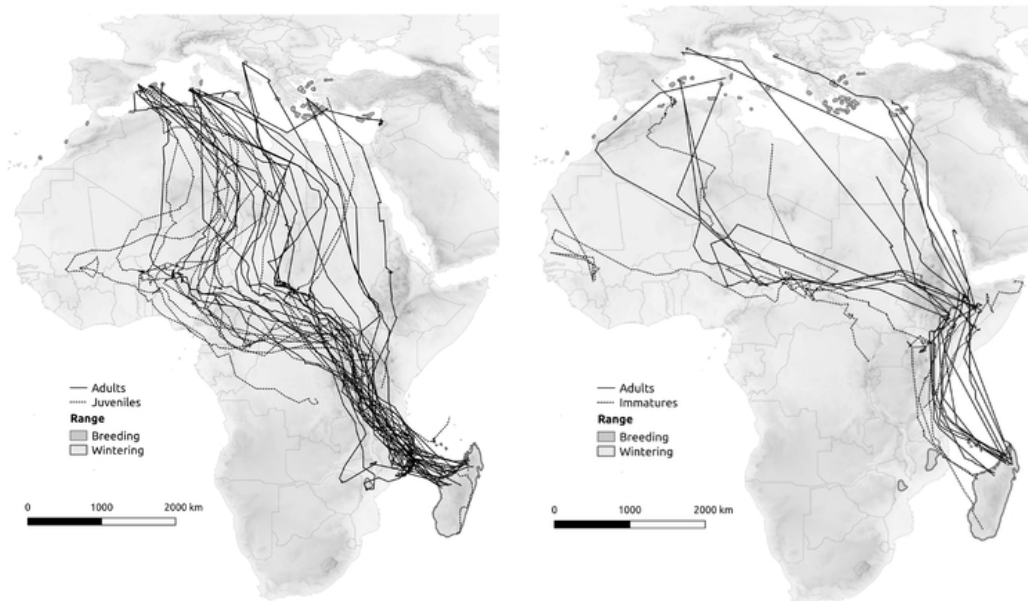 Adults
Juveniles
Range
Breeding
Wintering
0 1000 2000 km
Adults
Immatures
Range
Breeding
Wintering
0 1000 2000 km